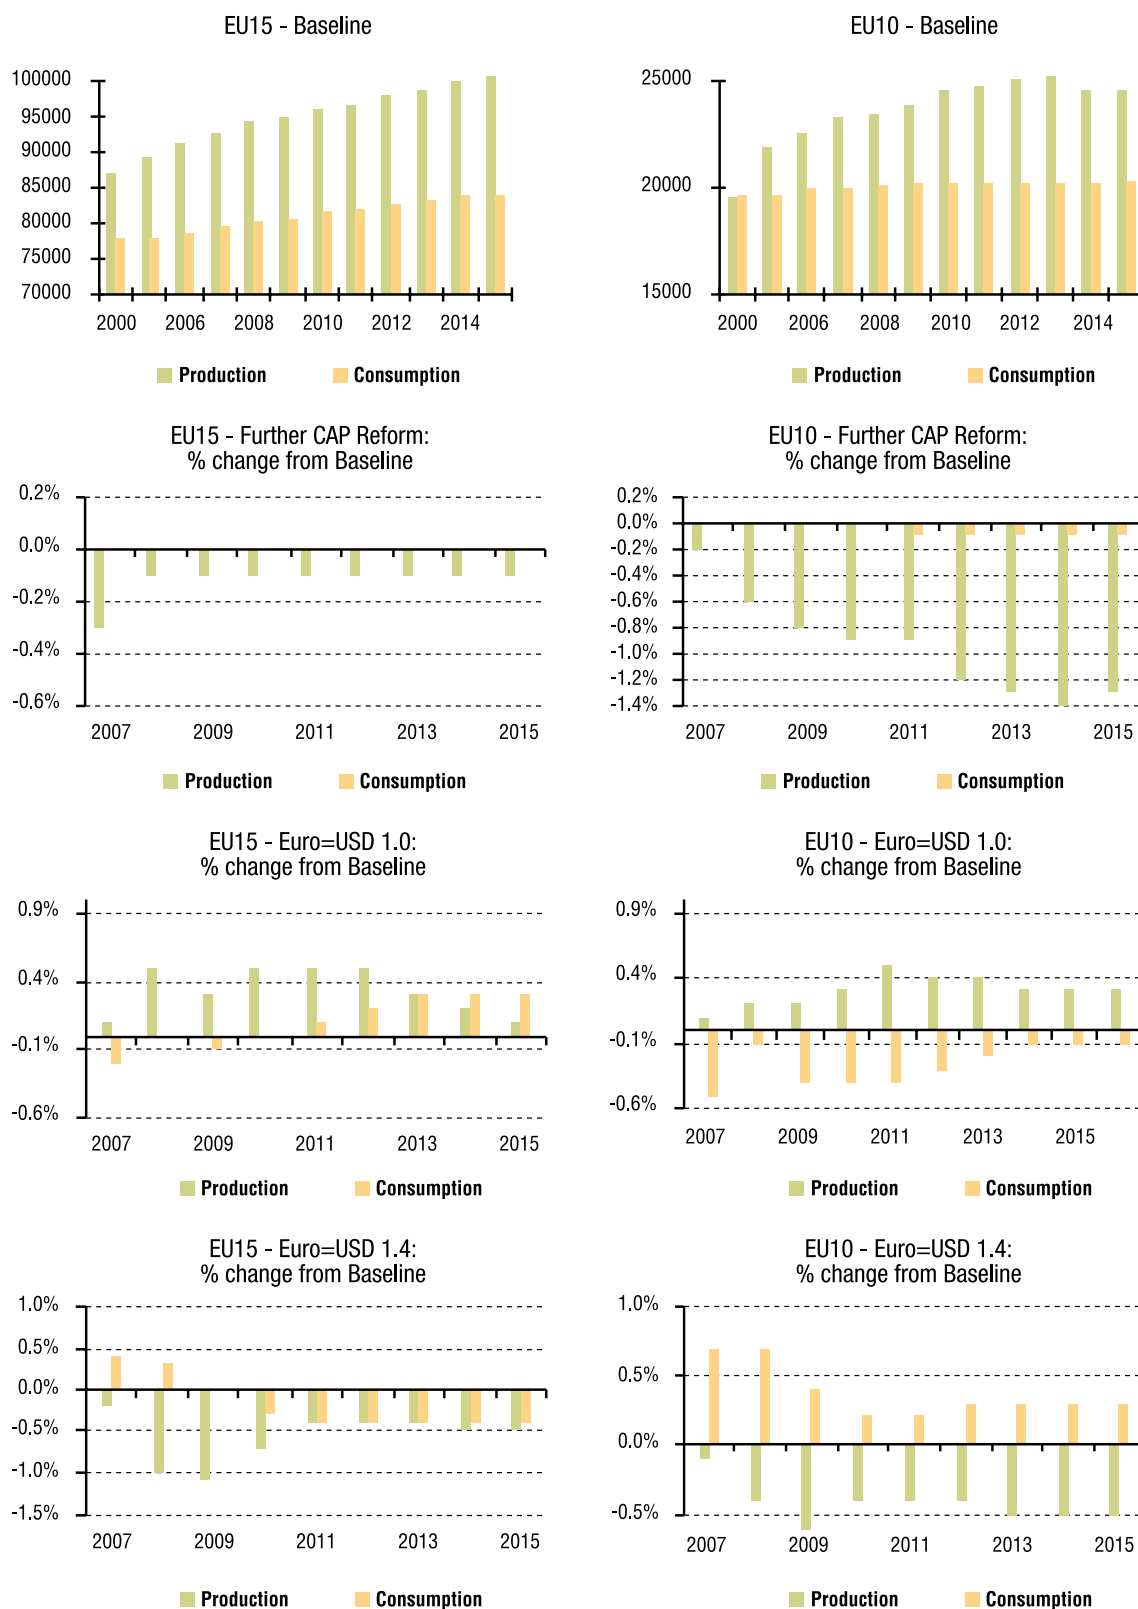 EU15 - Baseline
100000
95000
90000
85000
80000
75000
70000
2000 2006 2008 2010 2012 2014
Production Consumption
EU10 - Baseline
25000
20000
15000
2000 2006 2008 2010 2012 2014
Production Consumption
EU15 - Further CAP Reform:
% change from Baseline
0.2%
0.0%
-0.2%
-0.4%
-0.6%
2007 2009 2011 2013 2015
Production Consumption
EU10 - Further CAP Reform:
% change from Baseline
0.2%
0.0%
-0.2%
-0.4%
-0.6%
-0.8%
-1.0%
-1.2%
-1.4%
2007 2009 2011 2013 2015
Production Consumption
EU15 - Euro=USD 1.0:
% change from Baseline
0.9%
0.4%
-0.1%
-0.6%
2007 2009 2011 2013 2015
Production Consumption
EU10 - Euro=USD 1.0:
% change from Baseline
0.9%
0.4%
-0.1%
-0.6%
2007 2009 2011 2013 2015
Production Consumption
EU15 - Euro=USD 1.4:
% change from Baseline
1.0%
0.5%
0.0%
-0.5%
-1.0%
-1.5%
2007 2009 2011 2013 2015
Production Consumption
EU10 - Euro=USD 1.4:
% change from Baseline
1.0%
0.5%
0.0%
-0.5%
2007 2009 2011 2013 2015
Production Consumption